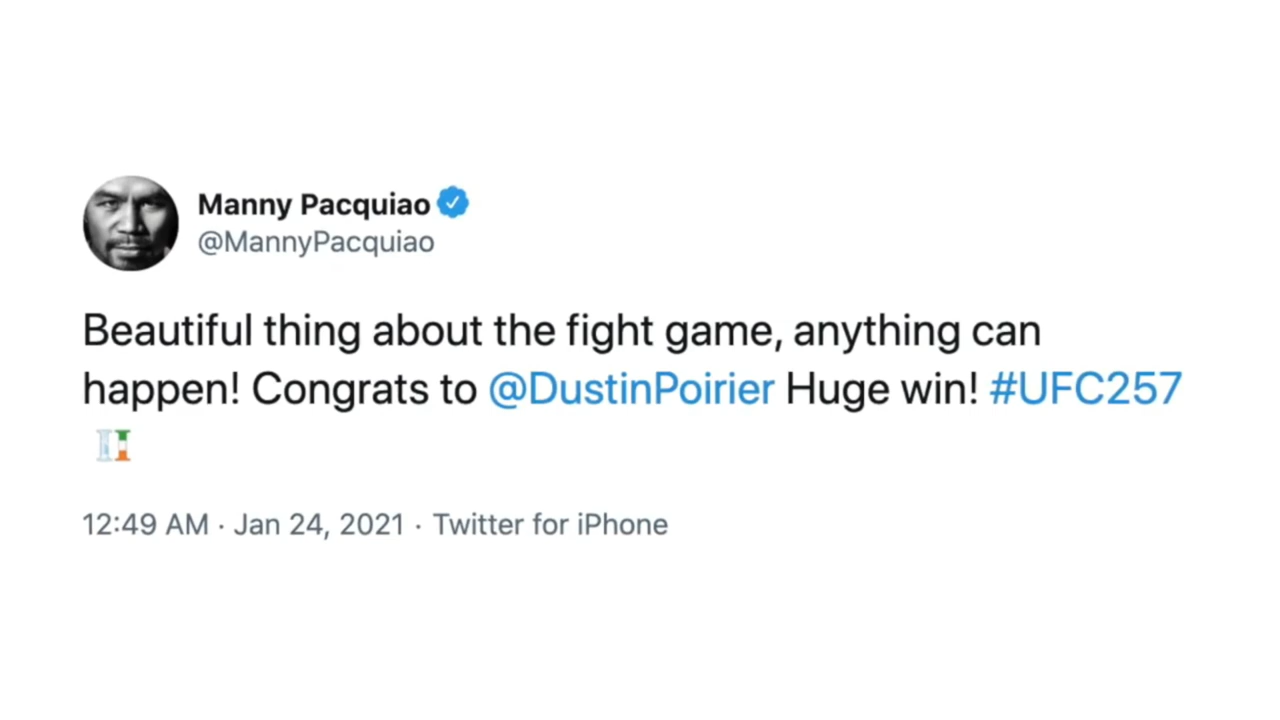 Manny Pacquiao
@MannyPacquiao
Beautiful thing about the fight game, anything can
happen! Congrats to @DustinPoirier Huge win! #UFC257
12:49 AM · Jan 24, 2021 · Twitter for iPhone